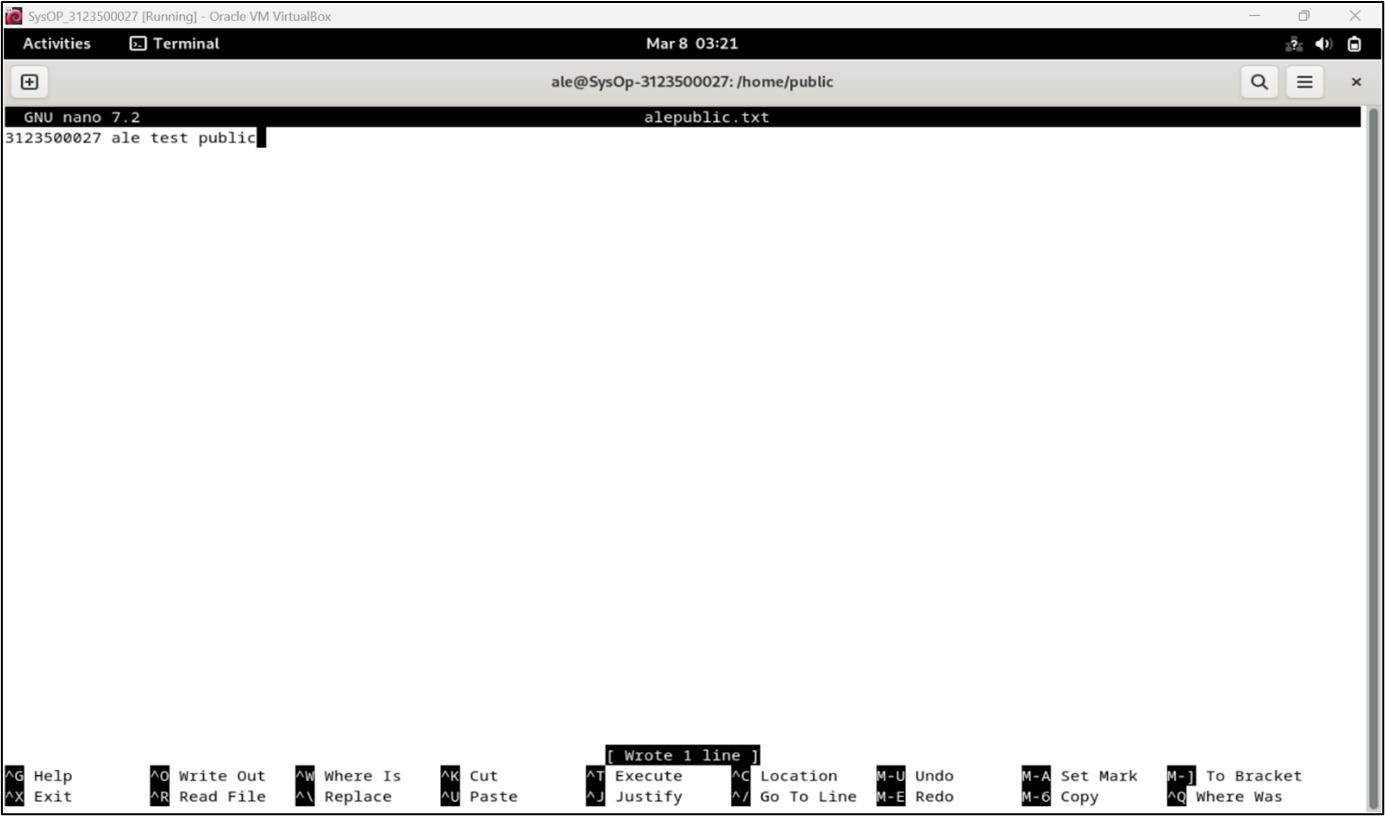 SysOP_3123500027 [Running] - Oracle VM VirtualBox
Activities Terminal Mar 8 03:21
ale@SysOp-3123500027: /home/public
GNU nano 7.2 alepublic.txt
3123500027 ale test public
[ Wrote 1 line ]
^G Help ^O Write Out ^W Where Is ^K Cut ^T Execute ^C Location M-U Undo M-A Set Mark M-] To Bracket
^X Exit ^R Read File ^\ Replace ^U Paste ^J Justify ^/ Go To Line M-E Redo M-6 Copy ^Q Where Was